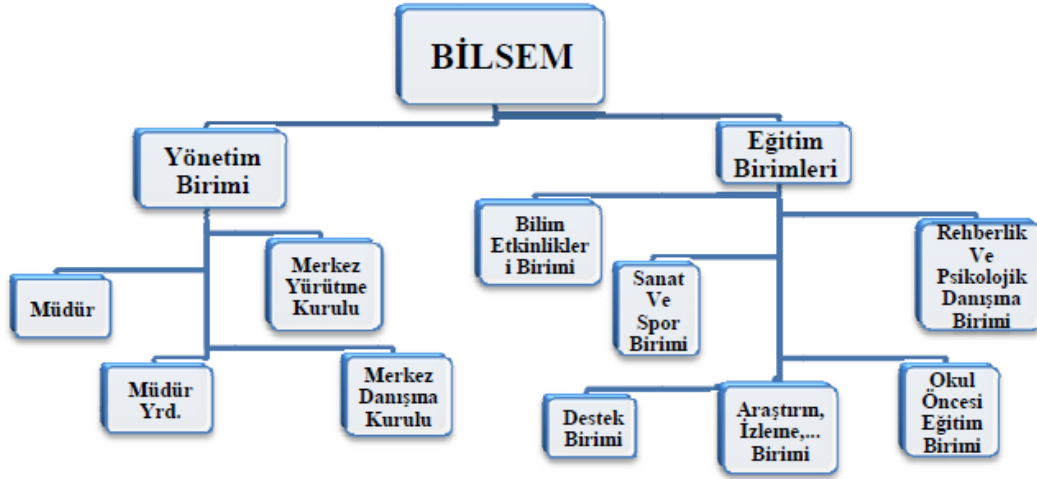 BİLSEM
Yönetim
Birimi
Eğitim
Birimleri
Müdür
Merkez
Yürütme
Kurulu
Müdür
Yrd.
Merkez
Danışma
Kurulu
Bilim
Etkinlikler
i Birimi
Sanat
Ve
Spor
Birimi
Rehberlik
Ve
Psikolojik
Danışma
Birimi
Destek
Birimi
Araştırm,
İzleme,...
Birimi
Okul
Öncesi
Eğitim
Birimi